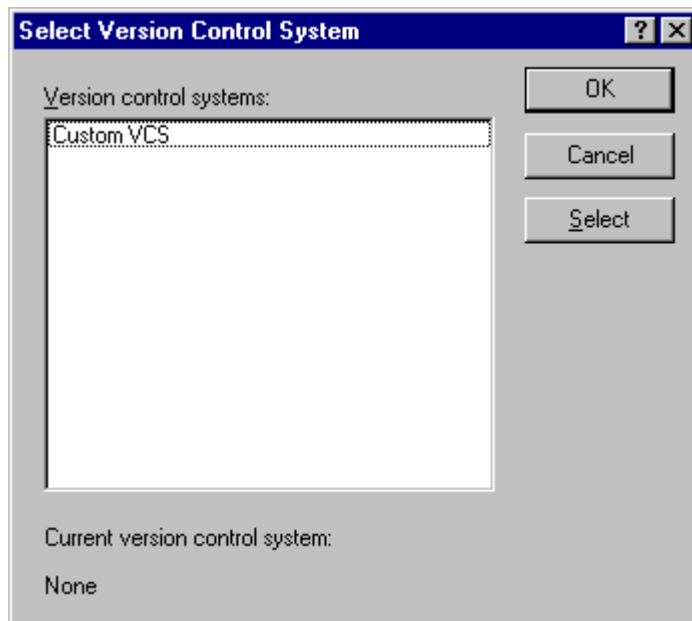 Select Version Control System
Version control systems:
OK
Custom VCS
Cancel
Select
Current version control system:
None